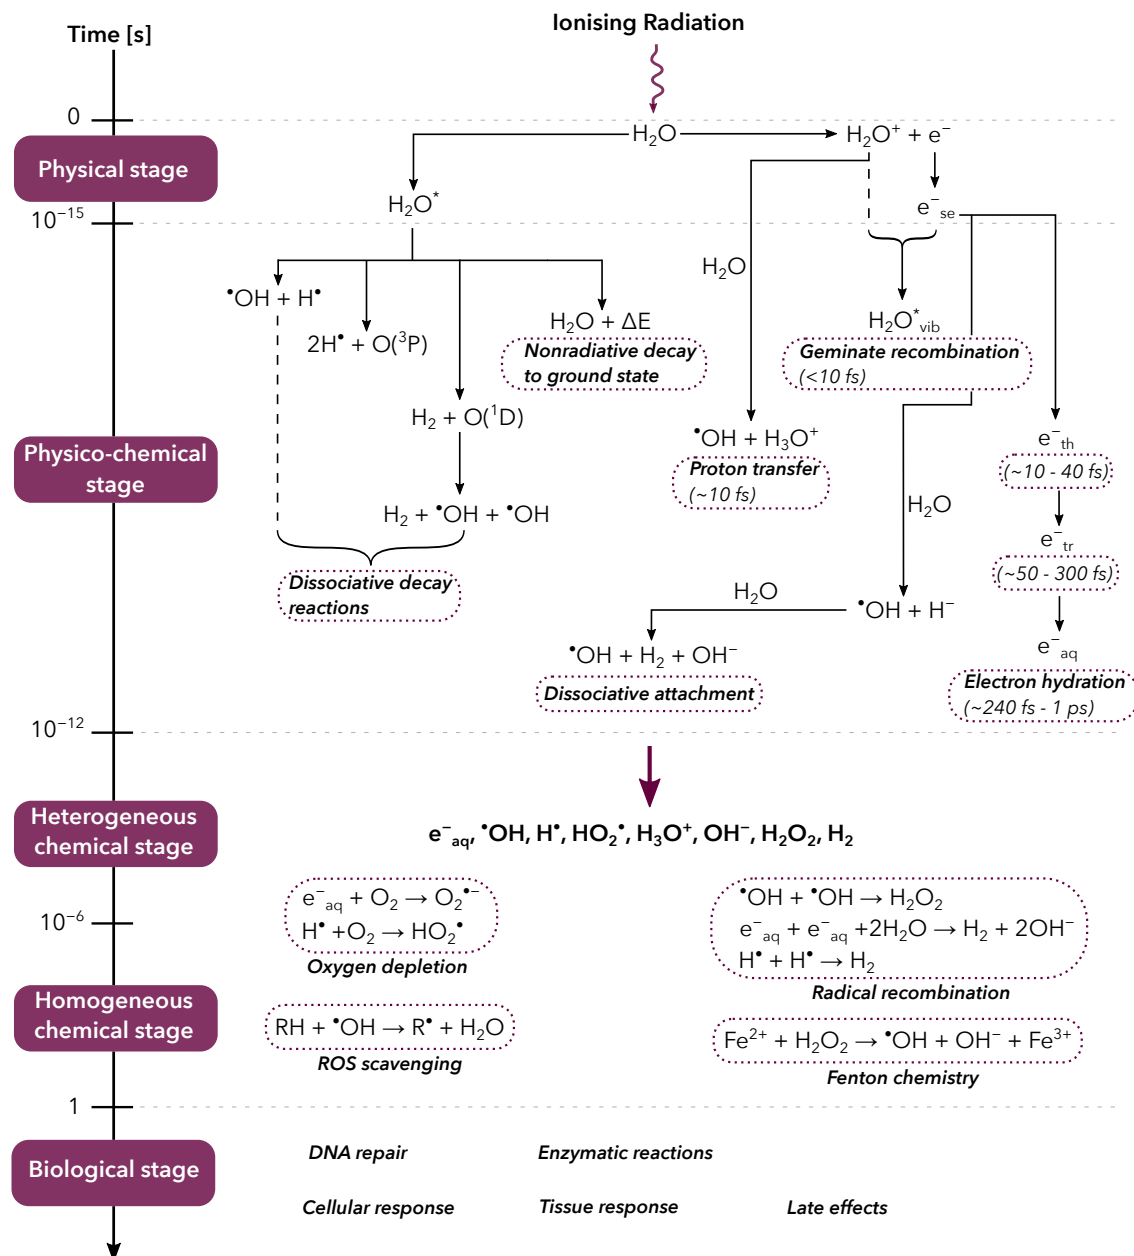 Ionising Radiation
Time [s]
0
H₂O
H₂O⁺ + e⁻
Physical stage
H₂O*
e⁻se
10⁻¹⁵
H₂O
•OH + H•
2H• + O(³P)
H₂O + ΔE
Nonradiative decay
to ground state
H₂O*vib
Geminate recombination
(<10 fs)
H₂ + O(¹D)
•OH + H₃O⁺
Proton transfer
(~10 fs)
e⁻th
(~10 - 40 fs)
Physico-chemical
stage
H₂O
H₂ + •OH + •OH
e⁻tr
(~50 - 300 fs)
Dissociative decay
reactions
H₂O
•OH + H⁻
•OH + H₂ + OH⁻
Dissociative attachment
e⁻aq
Electron hydration
(~240 fs - 1 ps)
10⁻¹²
Heterogeneous
chemical stage
e⁻aq, •OH, H•, HO₂•, H₃O⁺, OH⁻, H₂O₂, H₂
e⁻aq + O₂ → O₂•⁻
H• +O₂ → HO₂•
Oxygen depletion
•OH + •OH → H₂O₂
e⁻aq + e⁻aq +2H₂O → H₂ + 2OH⁻
H• + H• → H₂
Radical recombination
10⁻⁶
Homogeneous
chemical stage
RH + •OH → R• + H₂O
ROS scavenging
Fe²⁺ + H₂O₂ → •OH + OH⁻ + Fe³⁺
Fenton chemistry
1
Biological stage
DNA repair
Enzymatic reactions
Cellular response
Tissue response
Late effects